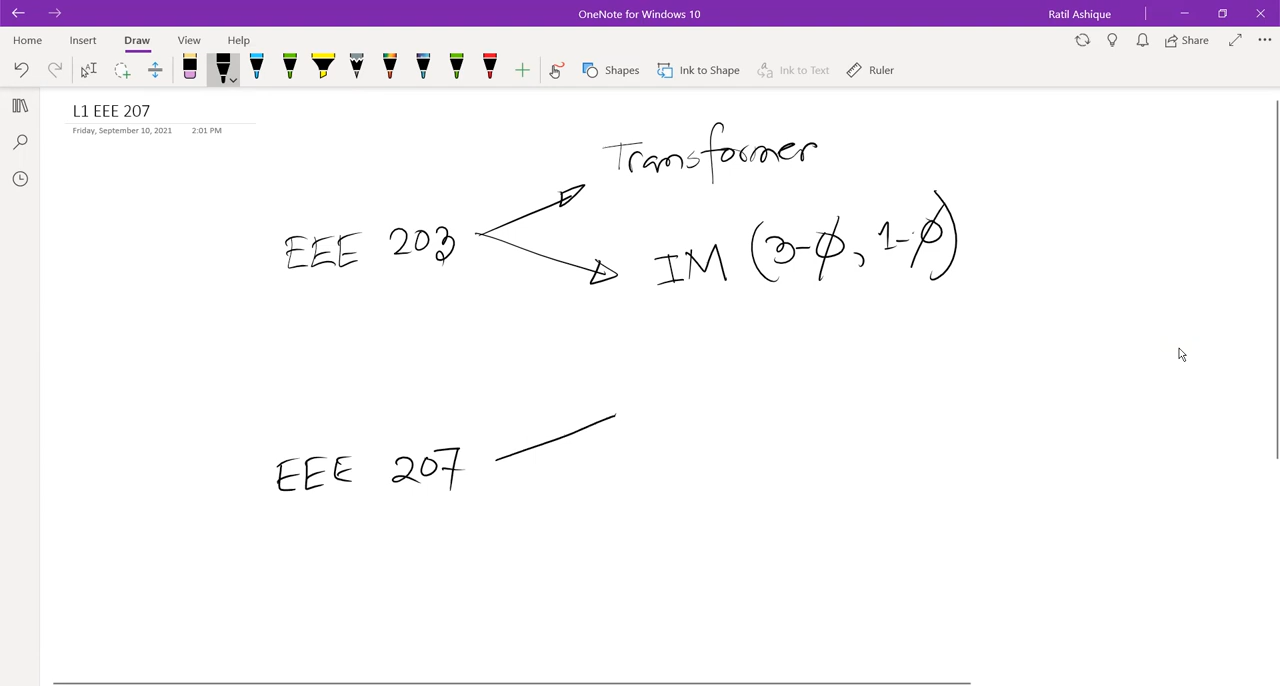 OneNote for Windows 10
Ratil Ashique
Home Insert Draw View Help
Share
Shapes Ink to Shape Ink to Text Ruler
L1 EEE 207
Friday, September 10, 2021 2:01 PM
Transformer
EEE 203
IM (3-φ, 1-φ)
EEE 207